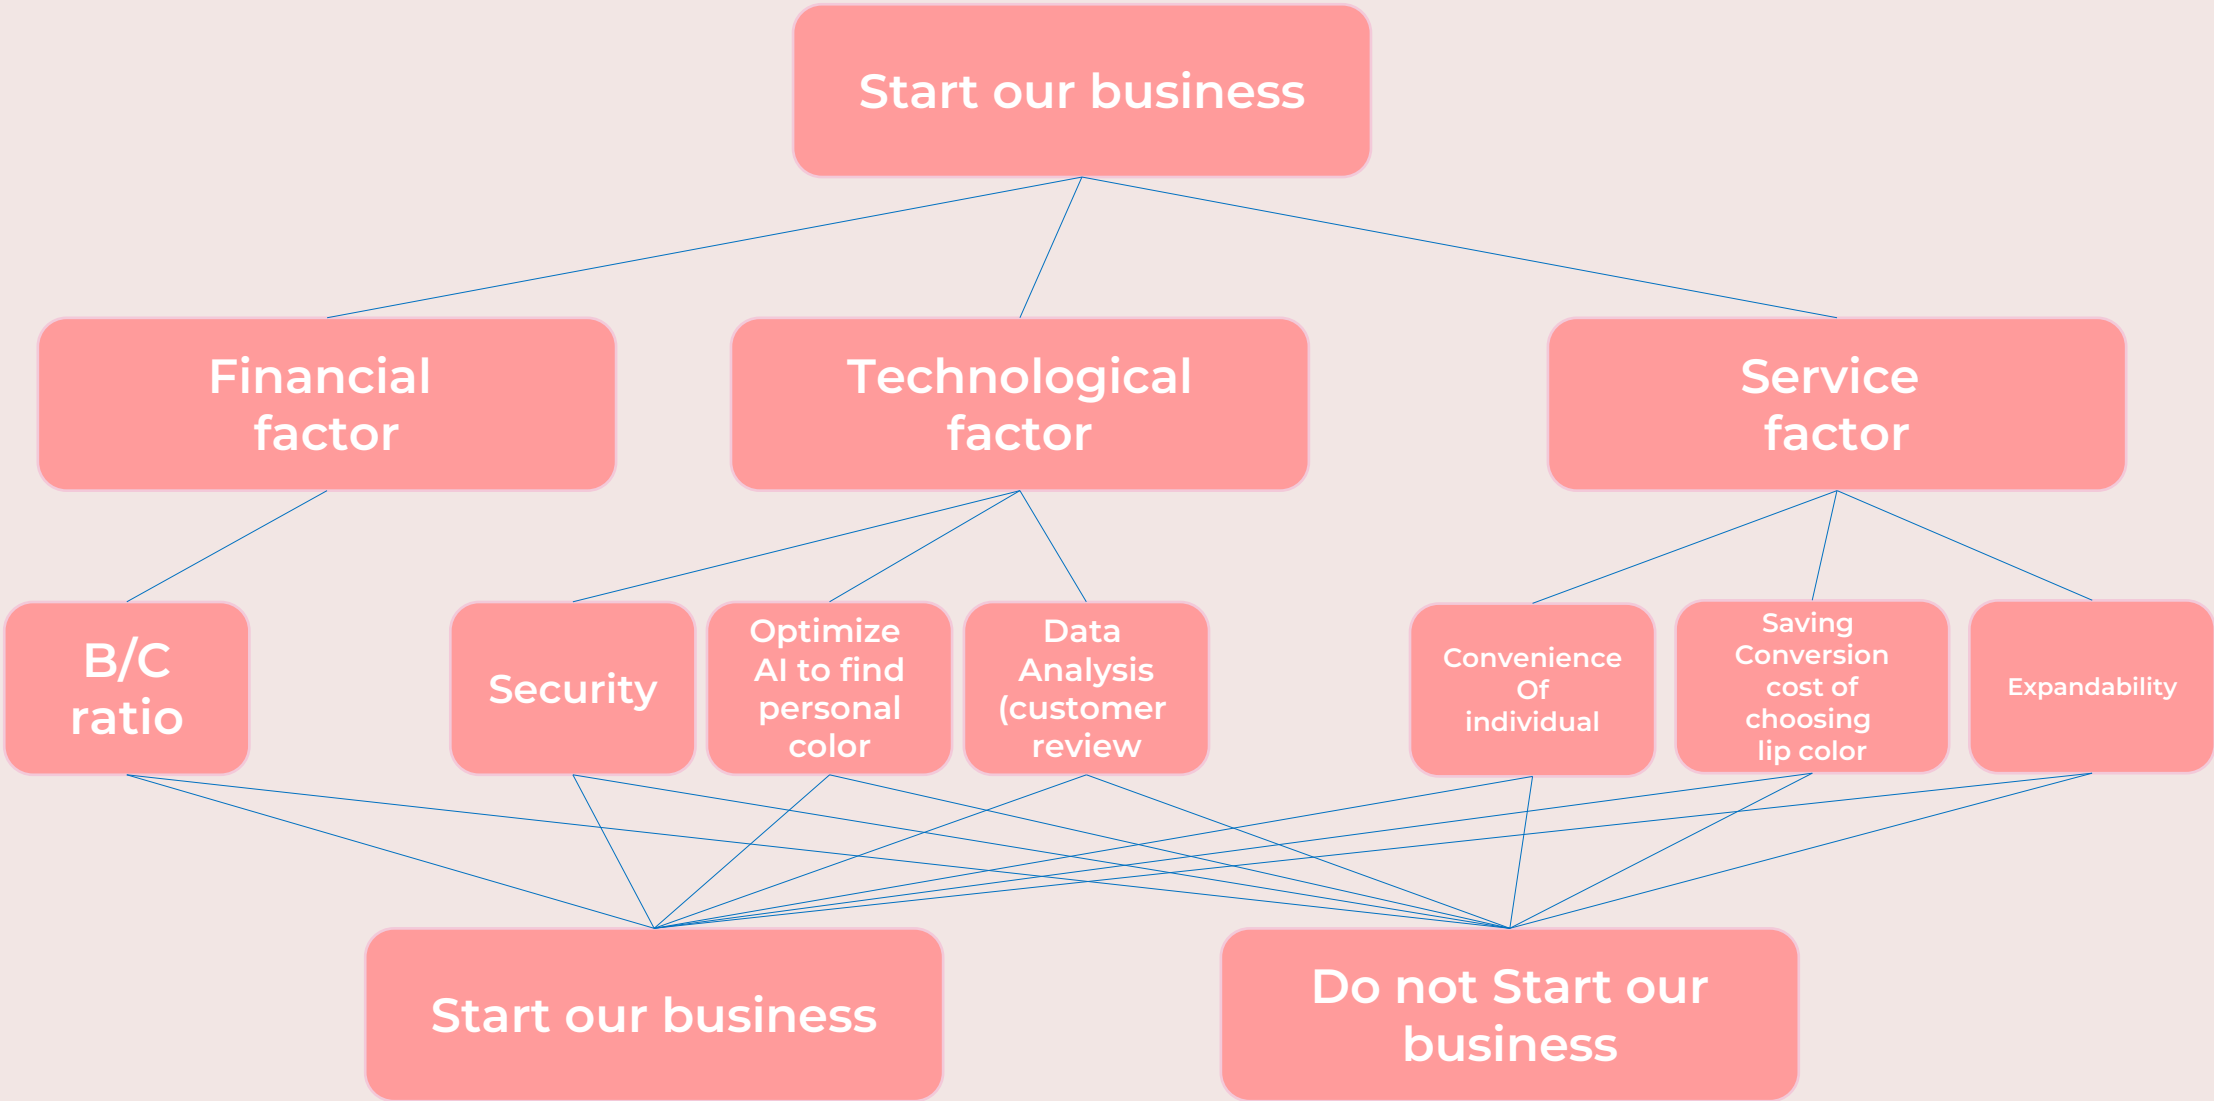 Start our business
Financial
factor
Technological
factor
Service
factor
B/C
ratio
Security
Optimize
AI to find
personal
color
Data
Analysis
(customer
review
Convenience
Of
individual
Saving
Conversion
cost of
choosing
lip color
Expandability
Start our business
Do not Start our
business